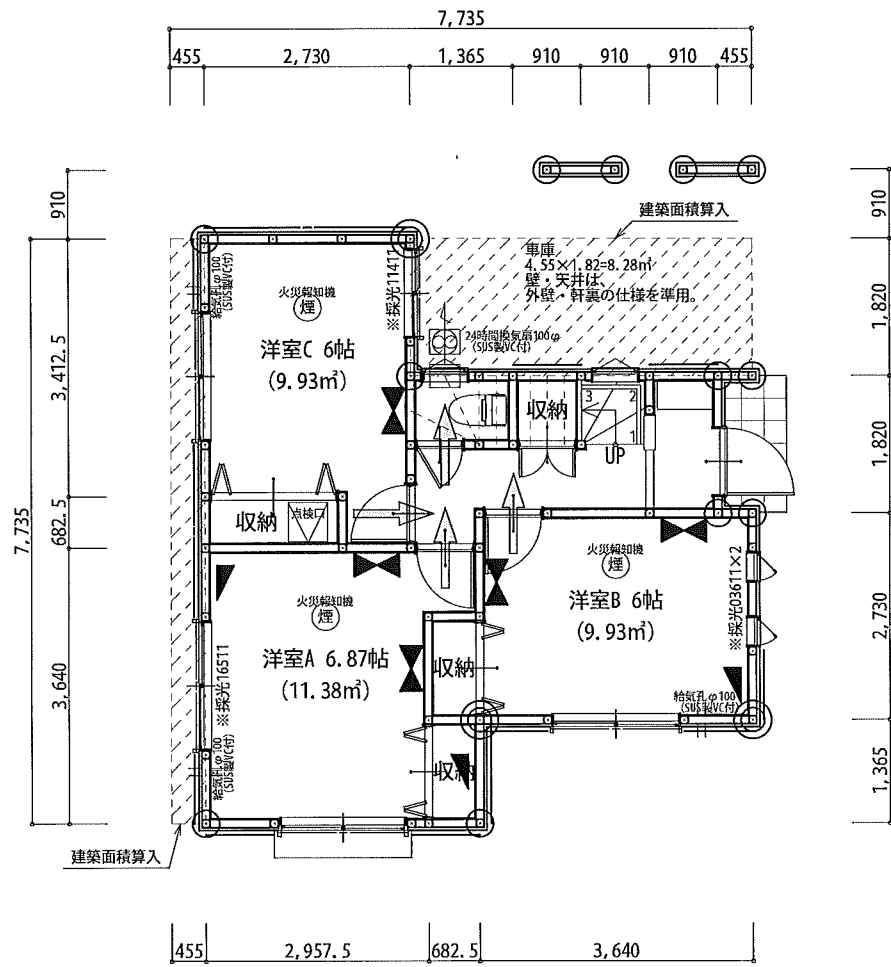 7,735
455
2,730
1,365
910
910
910
455
910
建築面積算入
910
車庫
4.55×1.82=8.28㎡
壁・天井は、
外壁・軒裏の仕様を準用。
1,820
給気孔φ100
(SUS製VC付)
火災報知機
煙
※採光11411
24時間換気扇100φ
(SUS製VC付)
洋室C 6帖
(9.93㎡)
3,412.5
収納
3
2
1
UP
1,820
7,735
収納
点検口
682.5
火災報知機
煙
火災報知機
煙
洋室B 6帖
(9.93㎡)
※採光03611×2
2,730
洋室A 6.87帖
(11.38㎡)
収納
※採光16511
3,640
給気孔φ100
(SUS製VC付)
給気孔φ100
(SUS製VC付)
収納
1,365
建築面積算入
455
2,957.5
682.5
3,640